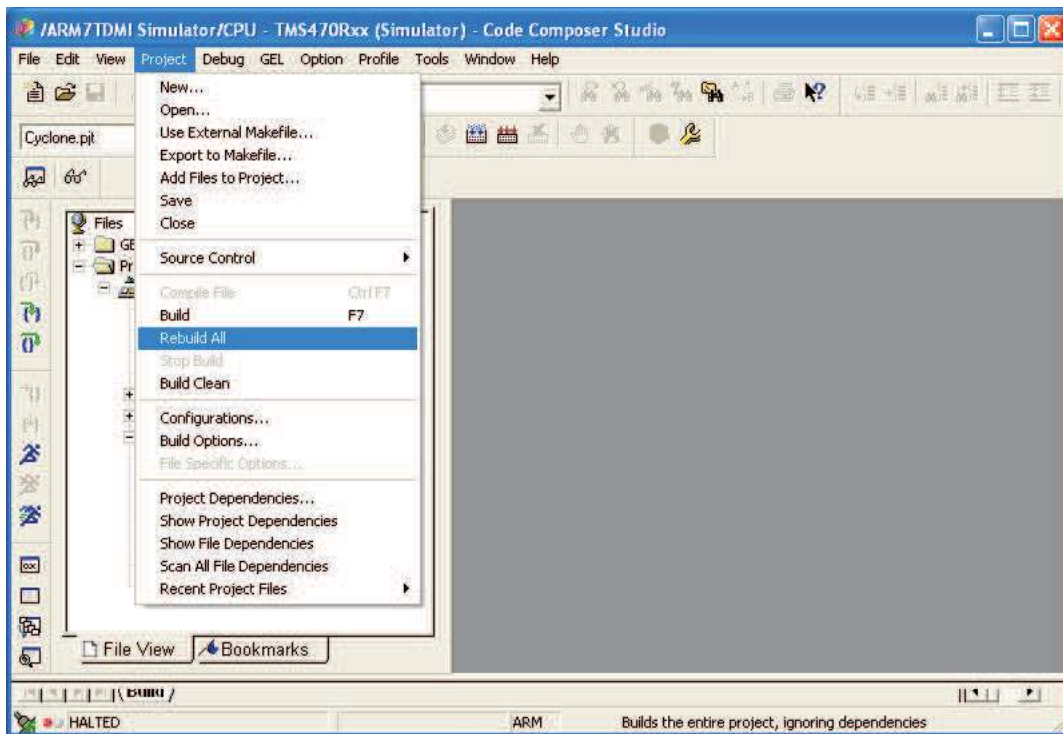 /ARM7TDMI Simulator/CPU - TMS470Rxx (Simulator) - Code Composer Studio
File Edit View Project Debug GEL Option Profile Tools Window Help
Cyclone.pjt
New...
Open...
Use External Makefile...
Export to Makefile...
Add Files to Project...
Save
Close
Source Control
Compile File Ctrl F7
Build F7
Rebuild All
Stop Build
Build Clean
Configurations...
Build Options...
File Specific Options...
Project Dependencies...
Show Project Dependencies
Show File Dependencies
Scan All File Dependencies
Recent Project Files
Files
GE
Pr
File View Bookmarks
Build
HALTED ARM Builds the entire project, ignoring dependencies